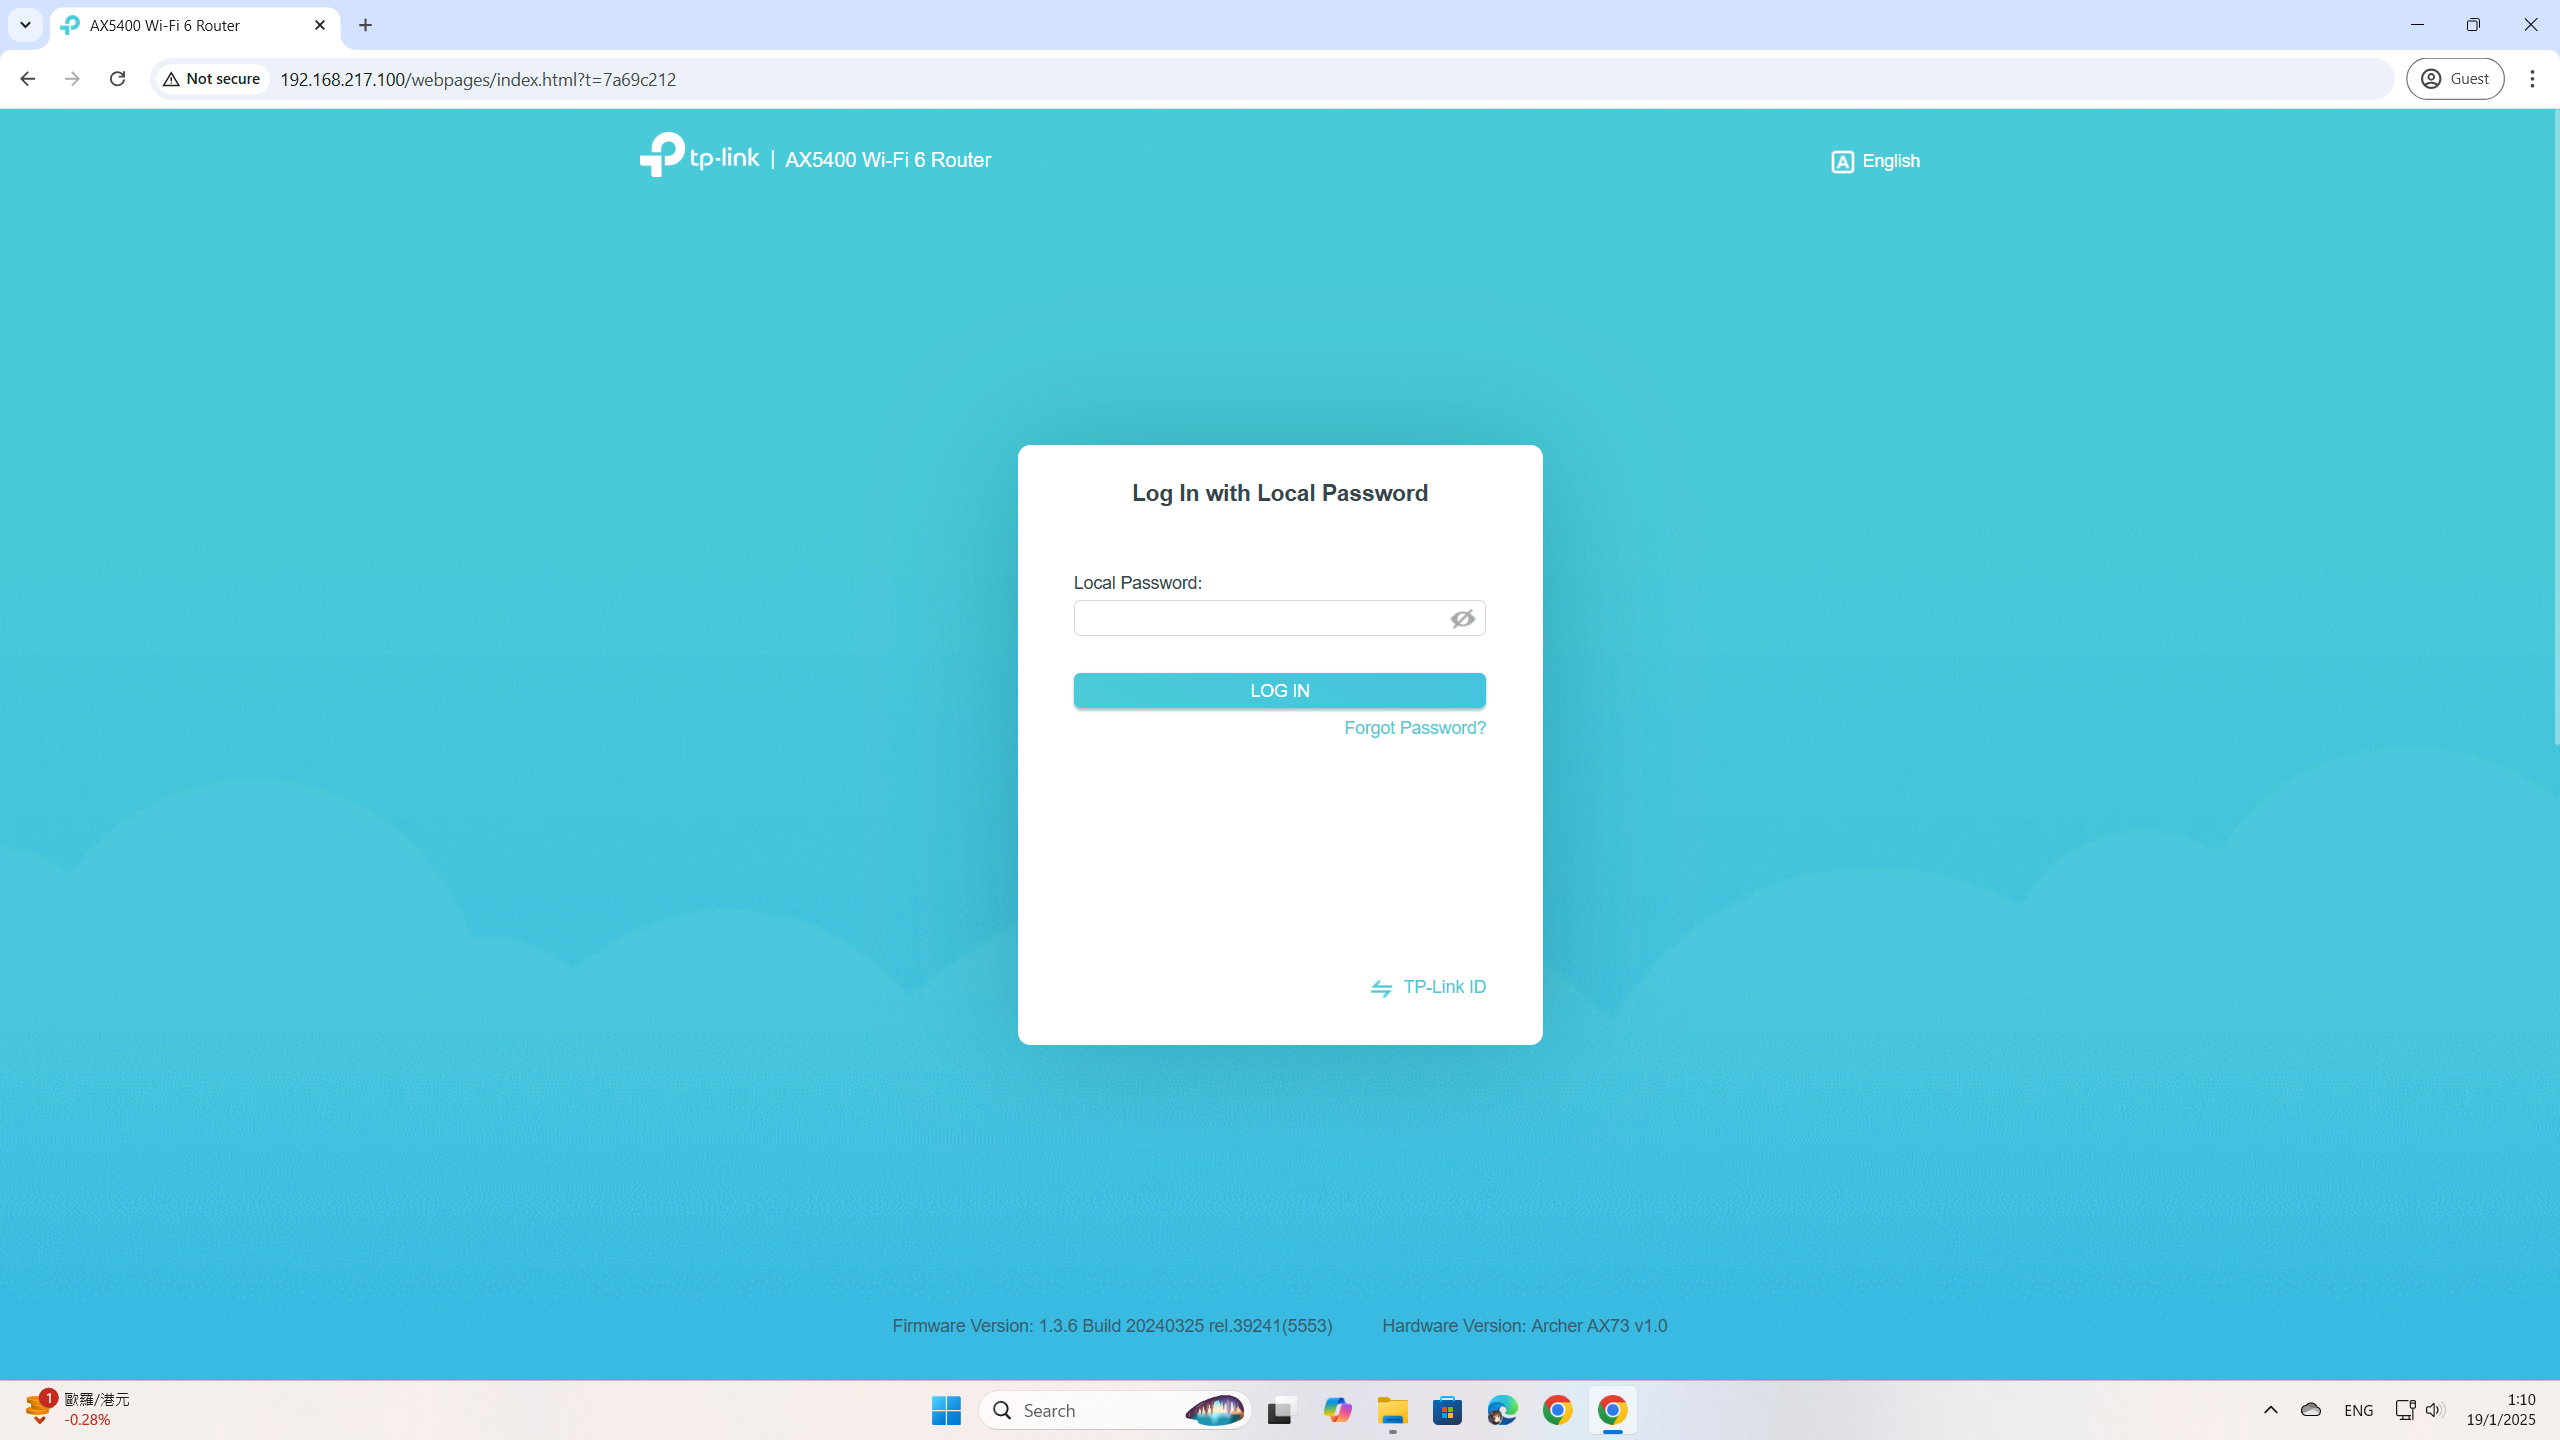 AX5400 Wi-Fi 6 Router
Not secure
192.168.217.100/webpages/index.html?t=7a69c212
Guest
tp-link | AX5400 Wi-Fi 6 Router
A English
Log In with Local Password
Local Password:
LOG IN
Forgot Password?
TP-Link ID
Firmware Version: 1.3.6 Build 20240325 rel.39241(5553)
Hardware Version: Archer AX73 v1.0
1
歐羅/港元
-0.28%
Search
ENG
1:10
19/1/2025